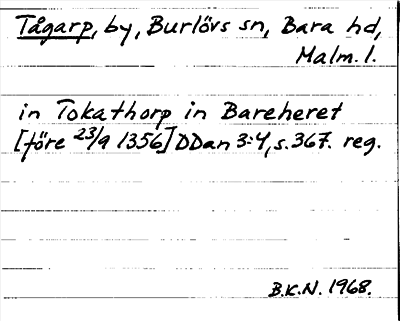 Tågarp, by, Burlövs sn, Bara hd,
Malm. l.
in Tokathorp in Bareheret
[före 23/9 1356] DDan 3:4, s. 367. reg.
B.K.N. 1968.